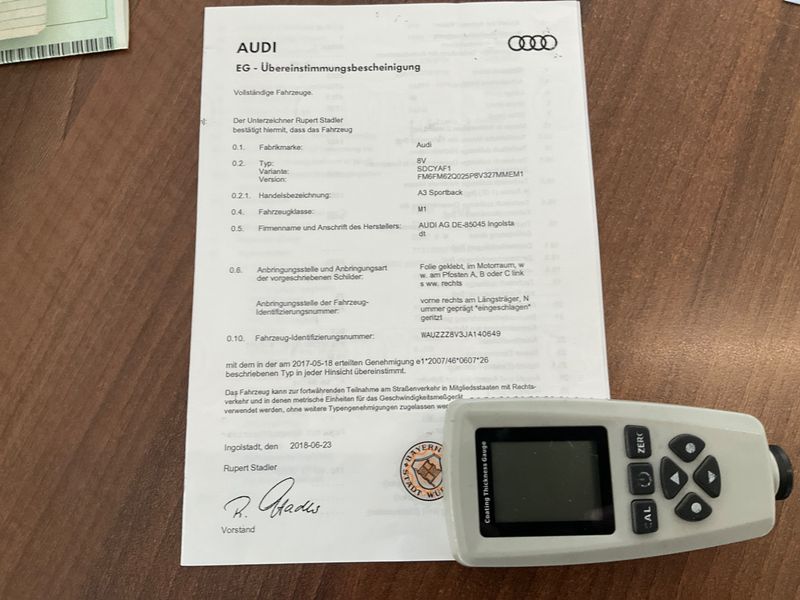 AUDI
EG - Übereinstimmungsbescheinigung
Vollständige Fahrzeuge.
Der Unterzeichner Rupert Stadler
bestätigt hiermit, dass das Fahrzeug
0.1. Fabrikmarke: Audi
0.2. Typ: 8V
Variante: SDCYAF1
Version: FM6FM62Q025P8V327MMEM1
0.2.1. Handelsbezeichnung: A3 Sportback
0.4. Fahrzeugklasse: M1
0.5. Firmenname und Anschrift des Herstellers: AUDI AG DE-85045 Ingolsta
dt
0.6. Anbringungsstelle und Anbringungsart Folie geklebt, im Motorraum, w
der vorgeschriebenen Schilder: w. am Pfosten A, B oder C link
s ww. rechts
Anbringungsstelle der Fahrzeug- vorne rechts am Längsträger, N
Identifizierungsnummer: ummer geprägt "eingeschlagen"
geritzt
0.10. Fahrzeug-Identifizierungsnummer: WAUZZZ8V3JA140649
mit dem in der am 2017-05-18 erteilten Genehmigung e1*2007/46*0607*26
beschriebenen Typ in jeder Hinsicht übereinstimmt.
Das Fahrzeug kann zur fortwährenden Teilnahme am Straßenverkehr in Mitgliedsstaaten mit Rechts-
verkehr und in denen metrische Einheiten für das Geschwindigkeitsmeßgerät
verwendet werden, ohne weitere Typengenehmigungen zugelassen
Ingolstadt, den 2018-06-23
Rupert Stadler
R. Stadler
Vorstand
BAYERN
STADT WÜ
Coating Thickness Gauge
ZERO
CAL